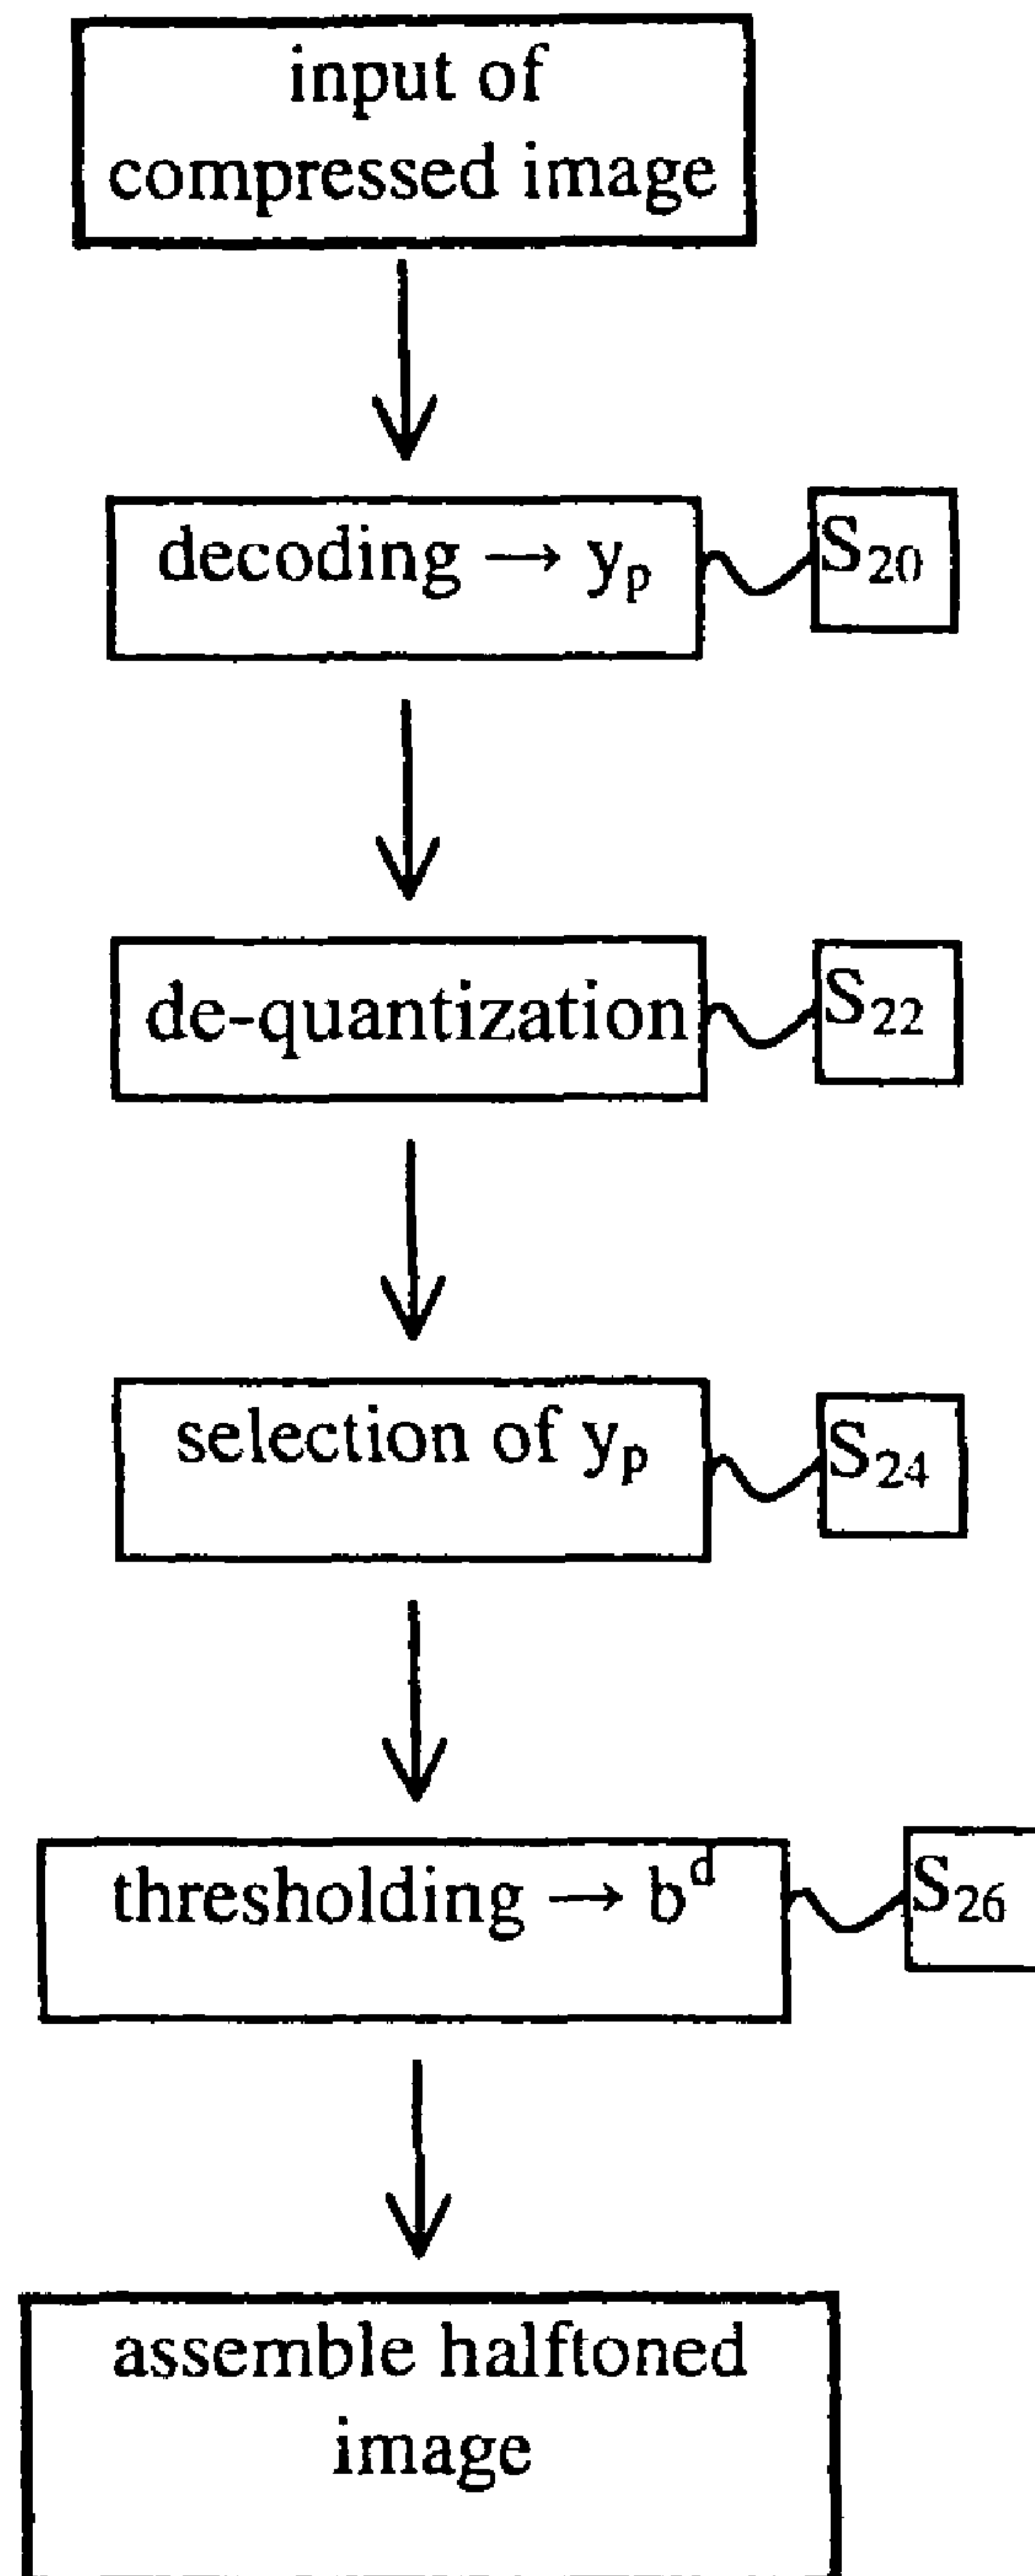 input of
compressed image
decoding → yₚ
S₂₀
de-quantization
S₂₂
selection of yₚ
S₂₄
thresholding → bᵈ
S₂₆
assemble halftoned
image